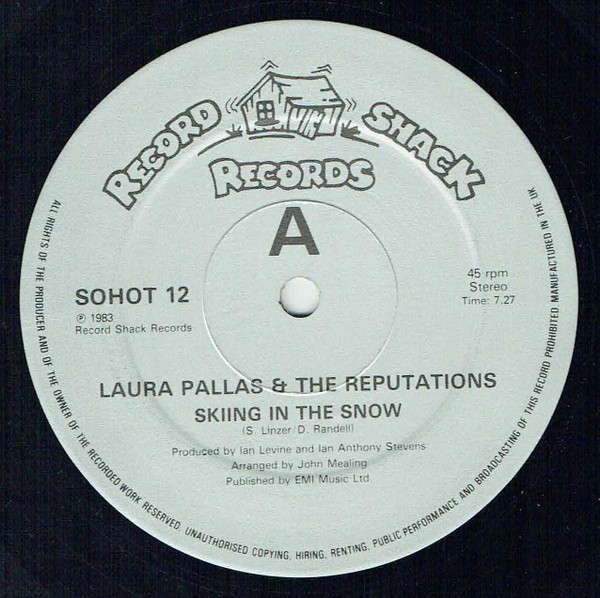 RECORD SHACK
RECORDS
A
SOHOT 12
℗ 1983
Record Shack Records
45 rpm
Stereo
Time: 7.27
LAURA PALLAS & THE REPUTATIONS
SKIING IN THE SNOW
(S. Linzer/D. Randell)
Produced by Ian Levine and Ian Anthony Stevens
Arranged by John Mealing
Published by EMI Music Ltd.
ALL RIGHTS OF THE PRODUCER AND OF THE OWNER OF THE RECORDED WORK RESERVED. UNAUTHORISED COPYING, HIRING, RENTING, PUBLIC PERFORMANCE AND BROADCASTING OF THIS RECORD PROHIBITED MANUFACTURED IN THE UK